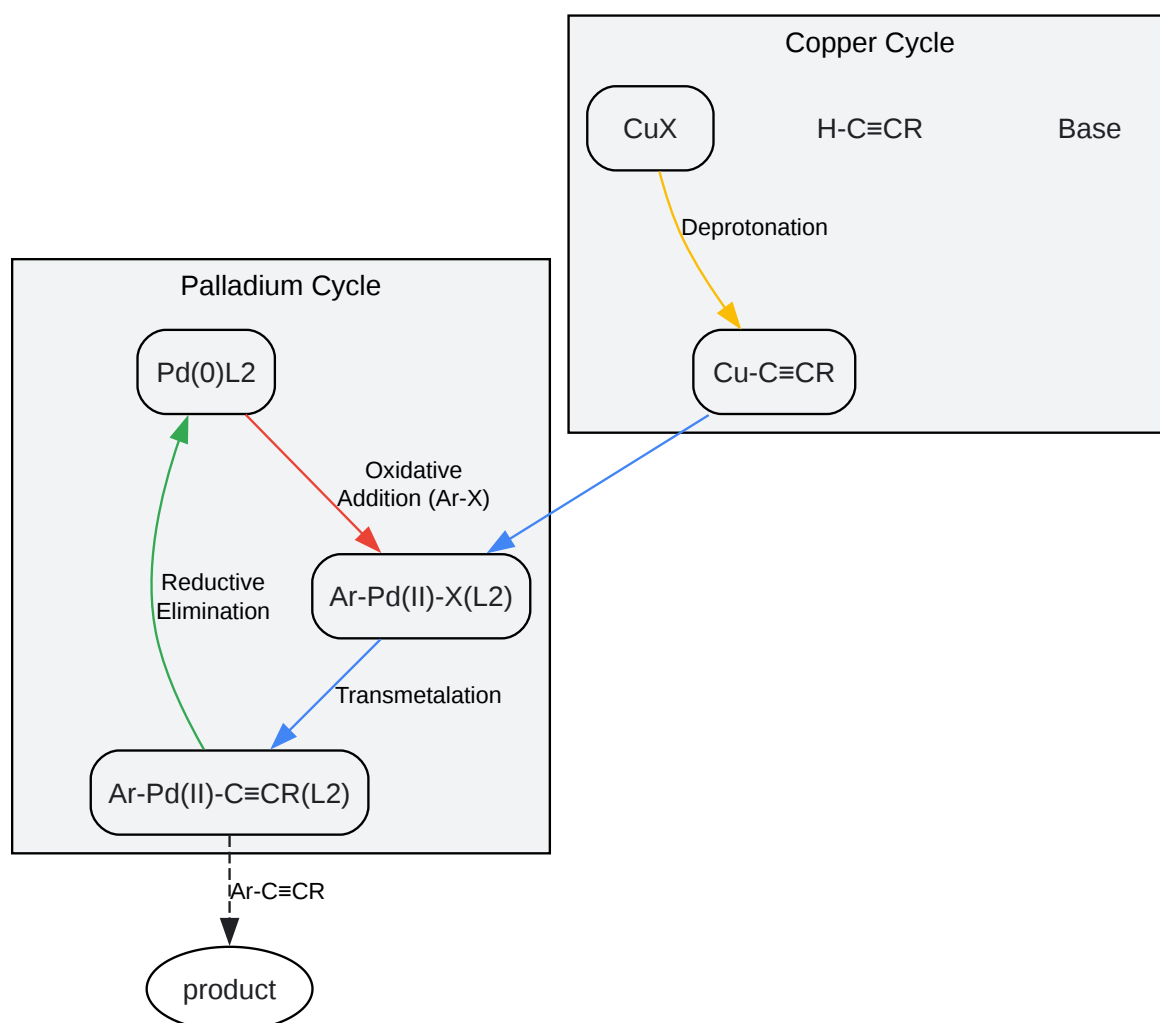 Copper Cycle
CuX
H-C≡CR
Base
Deprotonation
Cu-C≡CR
Palladium Cycle
Pd(0)L2
Oxidative
Addition (Ar-X)
Ar-Pd(II)-X(L2)
Reductive
Elimination
Transmetalation
Ar-Pd(II)-C≡CR(L2)
Ar-C≡CR
product